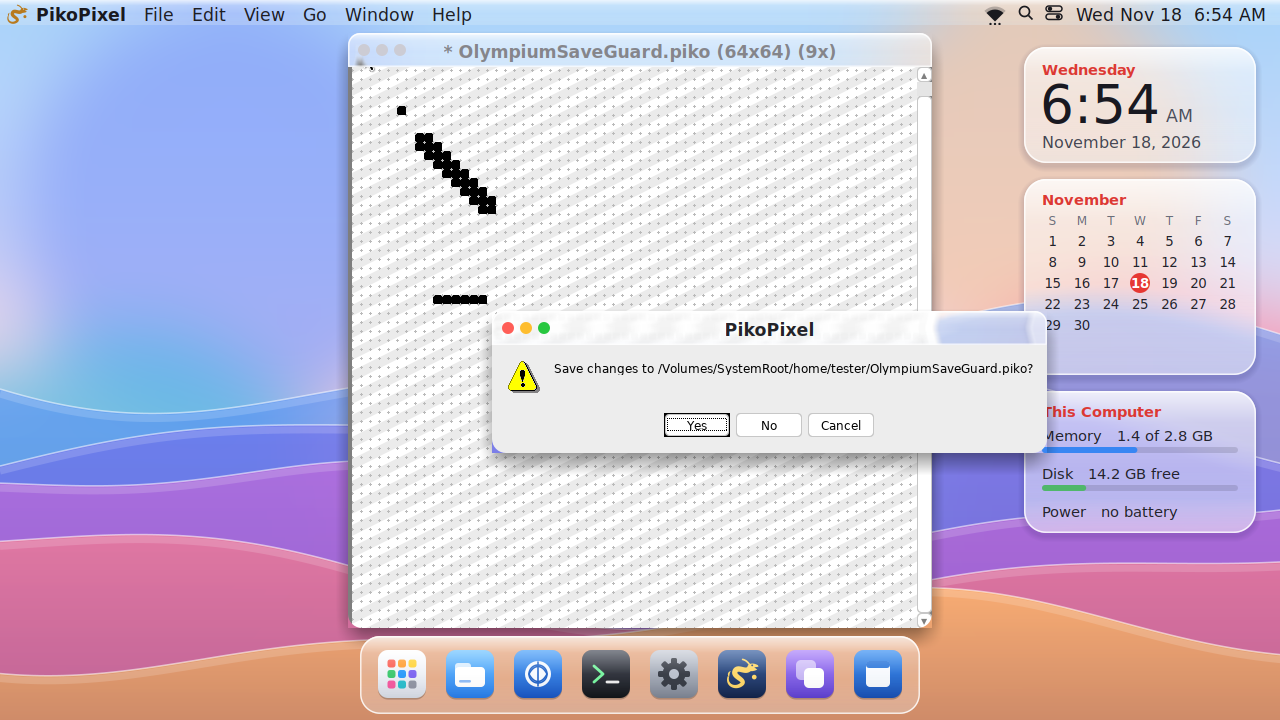 PikoPixel File Edit View Go Window Help
Wed Nov 18 6:54 AM
* OlympiumSaveGuard.piko (64x64) (9x)
Wednesday
6:54 AM
November 18, 2026
November
S M T W T F S
1 2 3 4 5 6 7
8 9 10 11 12 13 14
15 16 17 18 19 20 21
22 23 24 25 26 27 28
29 30
PikoPixel
Save changes to /Volumes/SystemRoot/home/tester/OlympiumSaveGuard.piko?
Yes No Cancel
This Computer
Memory 1.4 of 2.8 GB
Disk 14.2 GB free
Power no battery